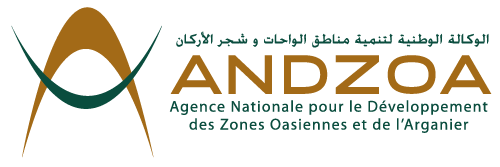 الوكالة الوطنية لتنمية مناطق الواحات و شجر الأركان
ANDZOA
Agence Nationale pour le Développement
des Zones Oasiennes et de l'Arganier